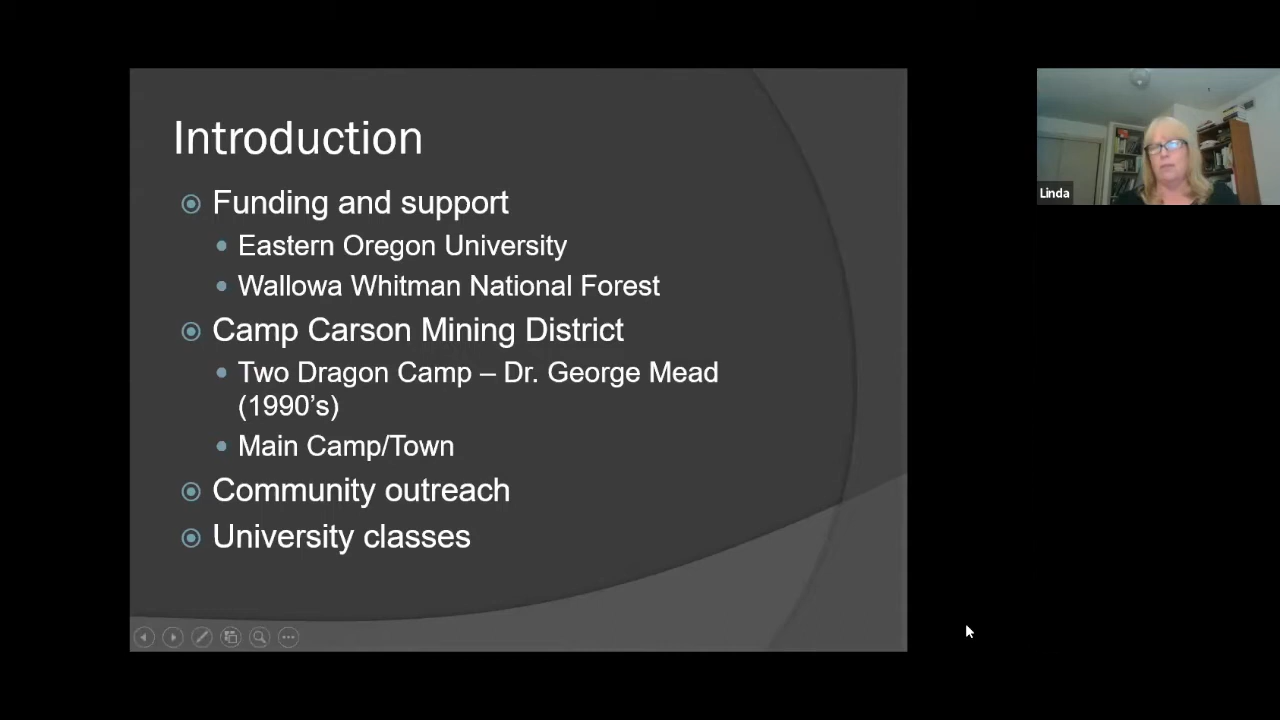 Introduction
Funding and support
Eastern Oregon University
Wallowa Whitman National Forest
Camp Carson Mining District
Two Dragon Camp – Dr. George Mead
(1990’s)
Main Camp/Town
Community outreach
University classes
Linda